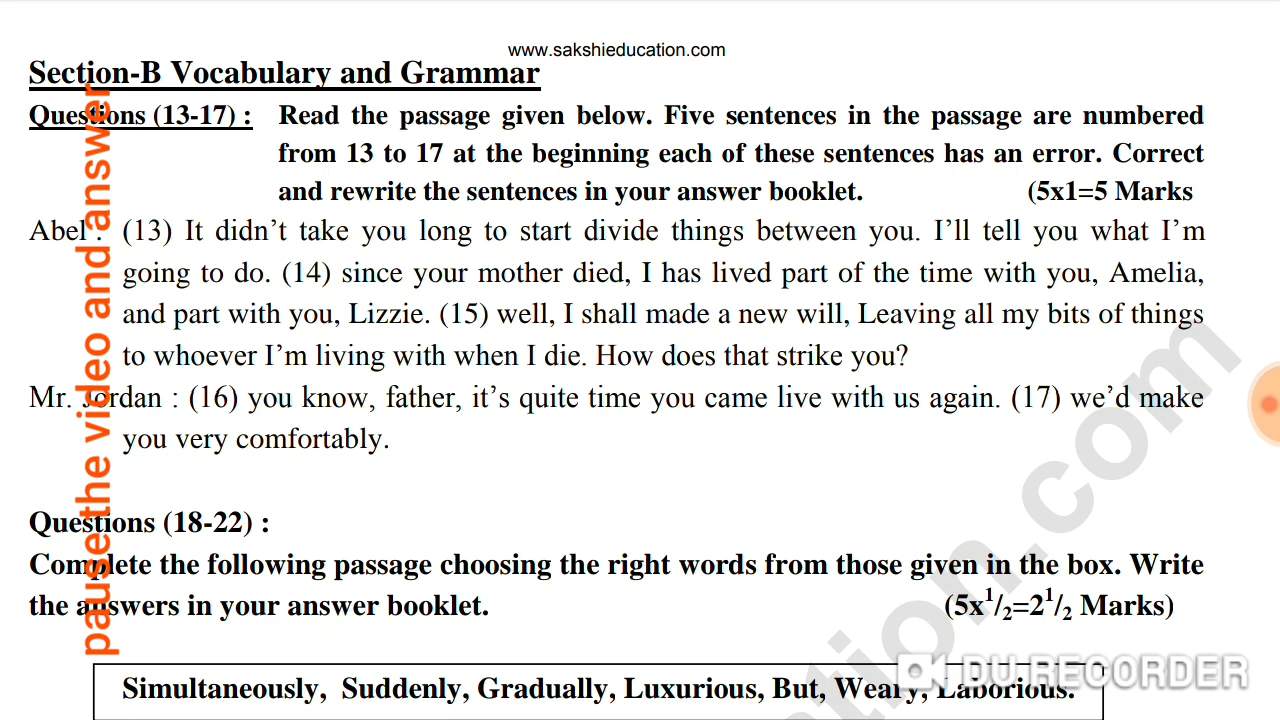 www.sakshieducation.com
Section-B Vocabulary and Grammar
Questions (13-17) : Read the passage given below. Five sentences in the passage are numbered
from 13 to 17 at the beginning each of these sentences has an error. Correct
and rewrite the sentences in your answer booklet. (5x1=5 Marks
Abel : (13) It didn't take you long to start divide things between you. I'll tell you what I'm
going to do. (14) since your mother died, I has lived part of the time with you, Amelia,
and part with you, Lizzie. (15) well, I shall made a new will, Leaving all my bits of things
to whoever I'm living with when I die. How does that strike you?
Mr. Jordan : (16) you know, father, it's quite time you came live with us again. (17) we'd make
you very comfortably.
Questions (18-22) :
Complete the following passage choosing the right words from those given in the box. Write
the answers in your answer booklet. (5x1/2=2 1/2 Marks)
Simultaneously, Suddenly, Gradually, Luxurious, But, Weary, Laborious.
pause the video and answer
tion.com
DU RECORDER